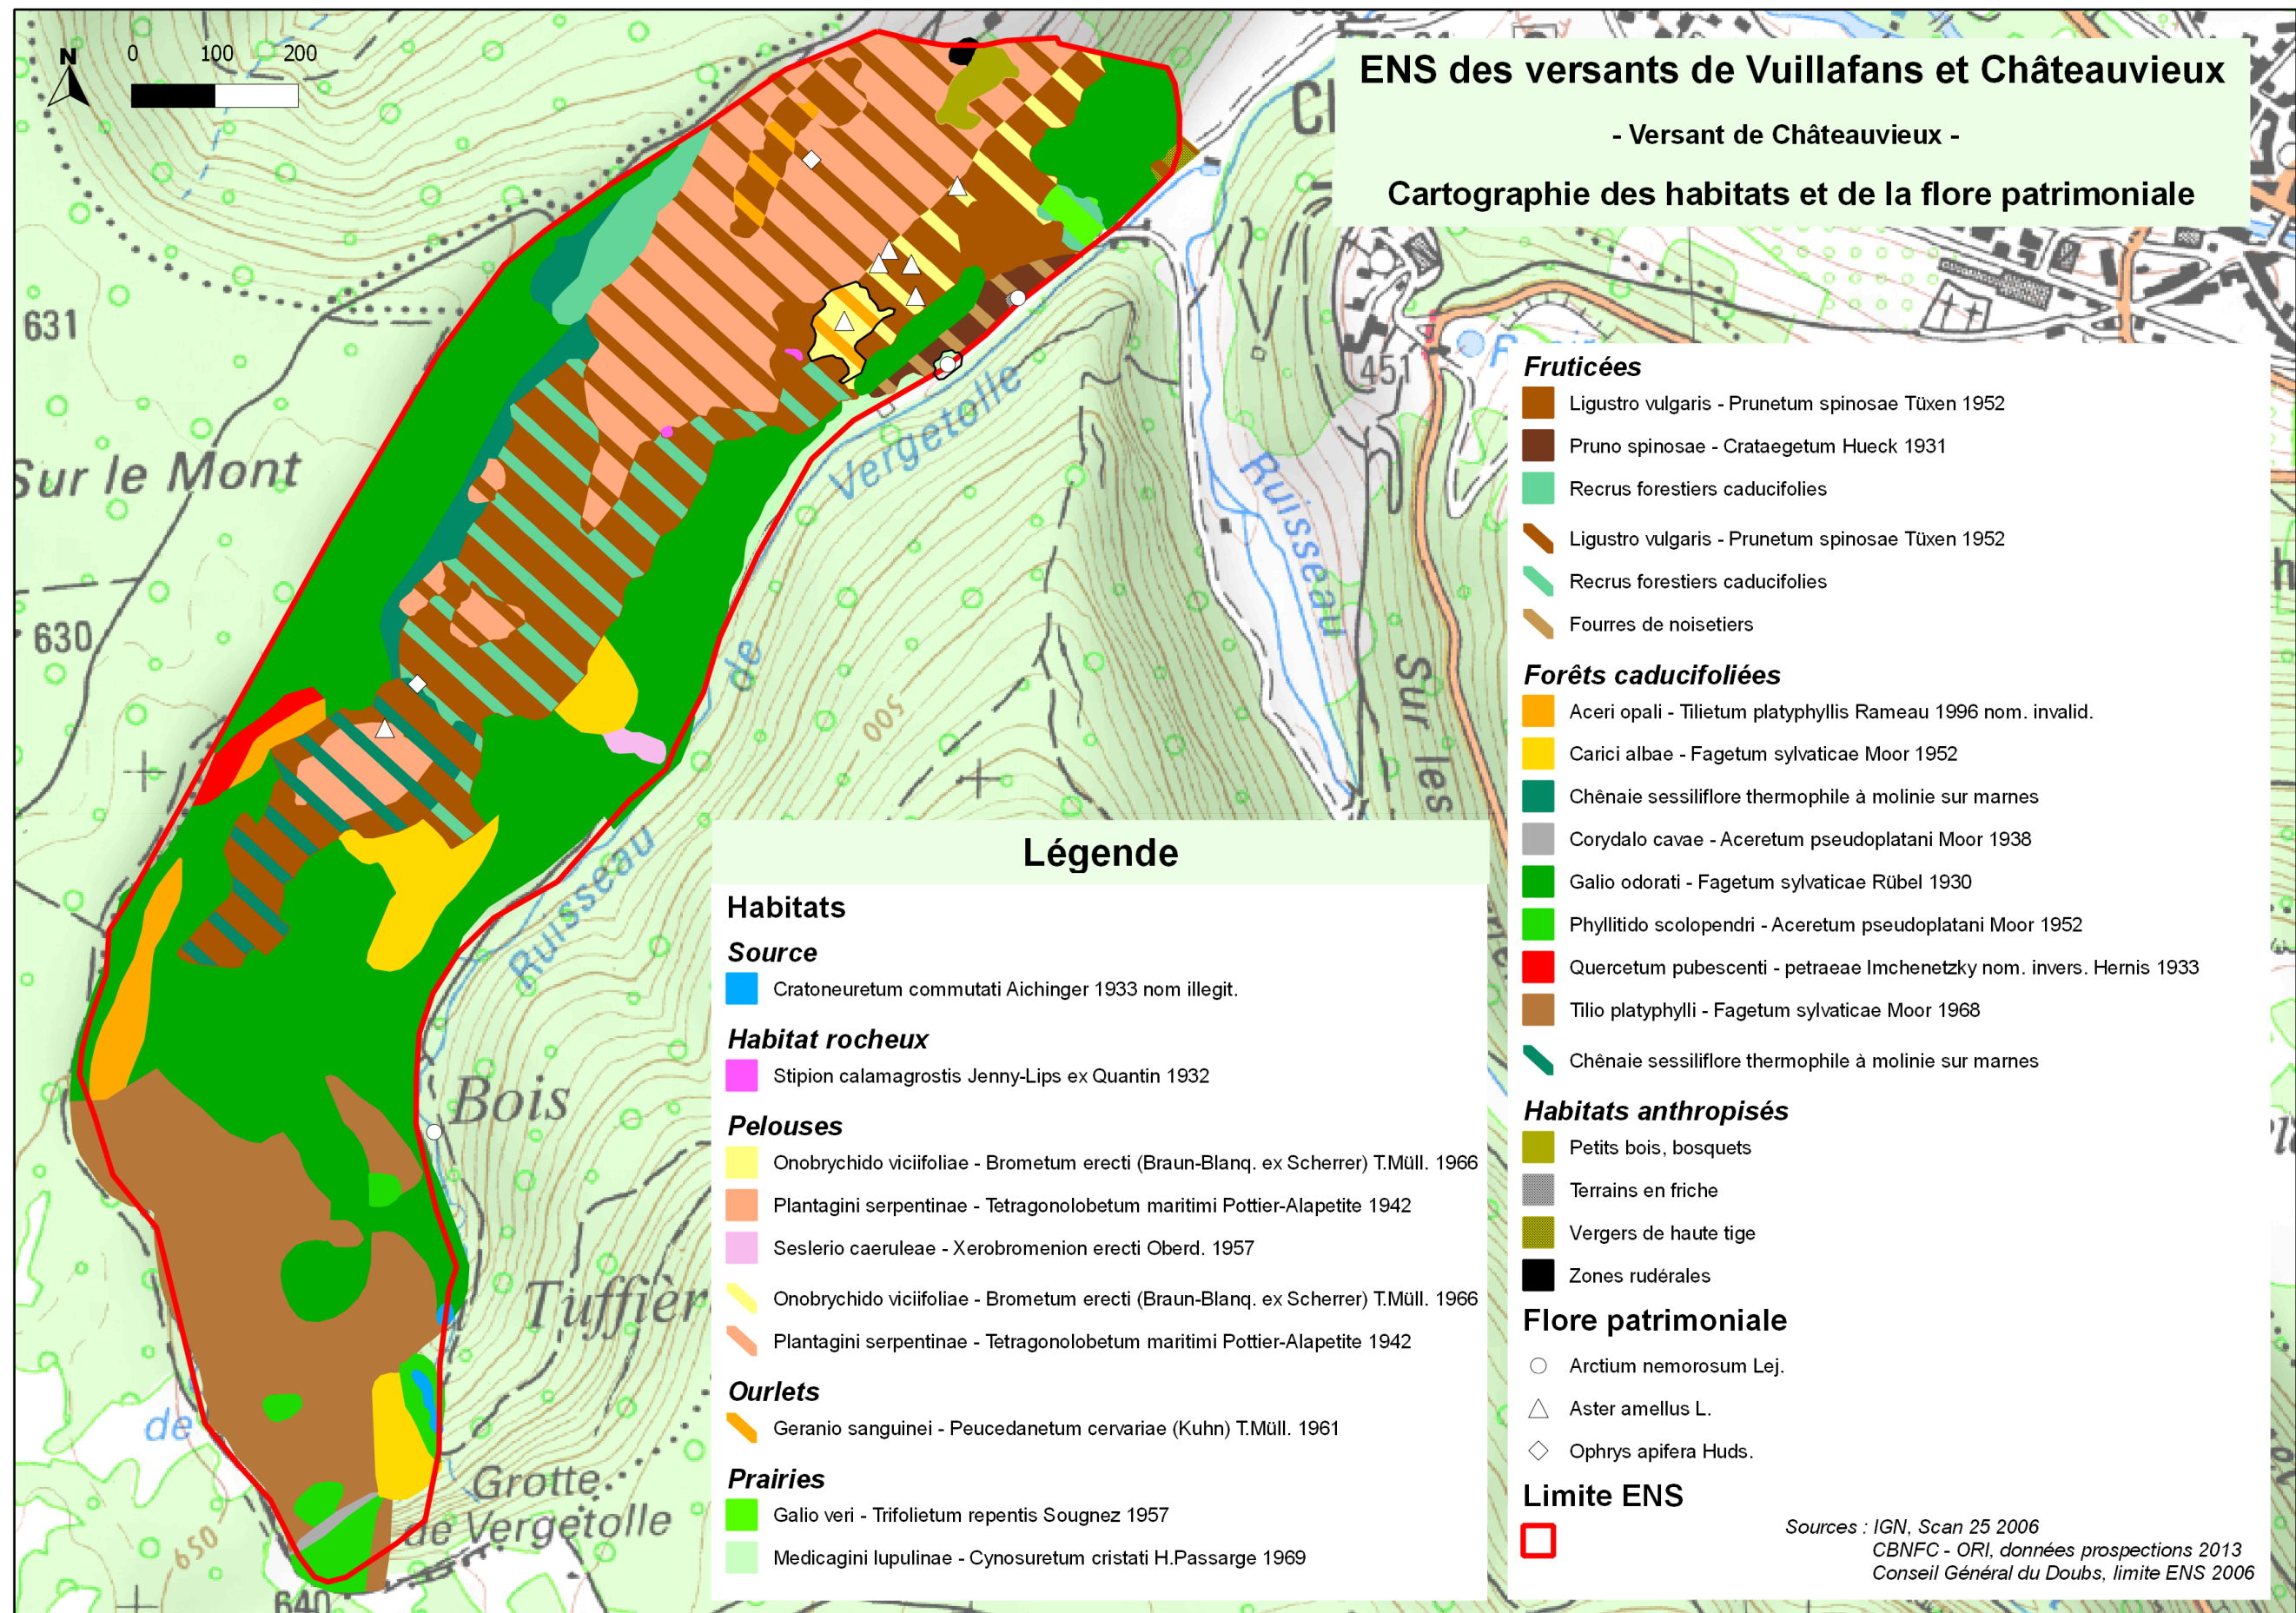 N
0 100 200
ENS des versants de Vuillafans et Châteauvieux
- Versant de Châteauvieux -
Cartographie des habitats et de la flore patrimoniale
631
Sur le Mont
630
451
Vergetolle
de
Ruisseau
Ruisseau
500
Sur les
Bois
Tuffière
de
Grotte
de Vergetolle
650
640
Légende
Habitats
Source
Cratoneuretum commutati Aichinger 1933 nom illegit.
Habitat rocheux
Stipion calamagrostis Jenny-Lips ex Quantin 1932
Pelouses
Onobrychido viciifoliae - Brometum erecti (Braun-Blanq. ex Scherrer) T.Müll. 1966
Plantagini serpentinae - Tetragonolobetum maritimi Pottier-Alapetite 1942
Seslerio caeruleae - Xerobromenion erecti Oberd. 1957
Onobrychido viciifoliae - Brometum erecti (Braun-Blanq. ex Scherrer) T.Müll. 1966
Plantagini serpentinae - Tetragonolobetum maritimi Pottier-Alapetite 1942
Ourlets
Geranio sanguinei - Peucedanetum cervariae (Kuhn) T.Müll. 1961
Prairies
Galio veri - Trifolietum repentis Sougnez 1957
Medicagini lupulinae - Cynosuretum cristati H.Passarge 1969
Fruticées
Ligustro vulgaris - Prunetum spinosae Tüxen 1952
Pruno spinosae - Crataegetum Hueck 1931
Recrus forestiers caducifolies
Ligustro vulgaris - Prunetum spinosae Tüxen 1952
Recrus forestiers caducifolies
Fourres de noisetiers
Forêts caducifoliées
Aceri opali - Tilietum platyphyllis Rameau 1996 nom. invalid.
Carici albae - Fagetum sylvaticae Moor 1952
Chênaie sessiliflore thermophile à molinie sur marnes
Corydalo cavae - Aceretum pseudoplatani Moor 1938
Galio odorati - Fagetum sylvaticae Rübel 1930
Phyllitido scolopendri - Aceretum pseudoplatani Moor 1952
Quercetum pubescenti - petraeae Imchenetzky nom. invers. Hernis 1933
Tilio platyphylli - Fagetum sylvaticae Moor 1968
Chênaie sessiliflore thermophile à molinie sur marnes
Habitats anthropisés
Petits bois, bosquets
Terrains en friche
Vergers de haute tige
Zones rudérales
Flore patrimoniale
Arctium nemorosum Lej.
Aster amellus L.
Ophrys apifera Huds.
Limite ENS
Sources : IGN, Scan 25 2006
CBNFC - ORI, données prospections 2013
Conseil Général du Doubs, limite ENS 2006